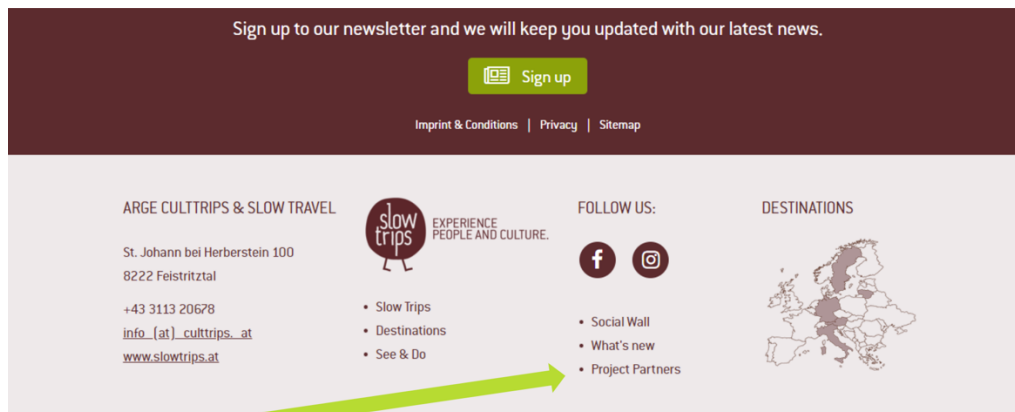 Sign up to our newsletter and we will keep you updated with our latest news.
Sign up
Imprint & Conditions | Privacy | Sitemap
ARGE CULTTRIPS & SLOW TRAVEL
St. Johann bei Herberstein 100
8222 Feistritztal
+43 3113 20678
info (at) culttrips. at
www.slowtrips.at
slow
trips
EXPERIENCE
PEOPLE AND CULTURE.
• Slow Trips
• Destinations
• See & Do
FOLLOW US:
• Social Wall
• What's new
• Project Partners
DESTINATIONS